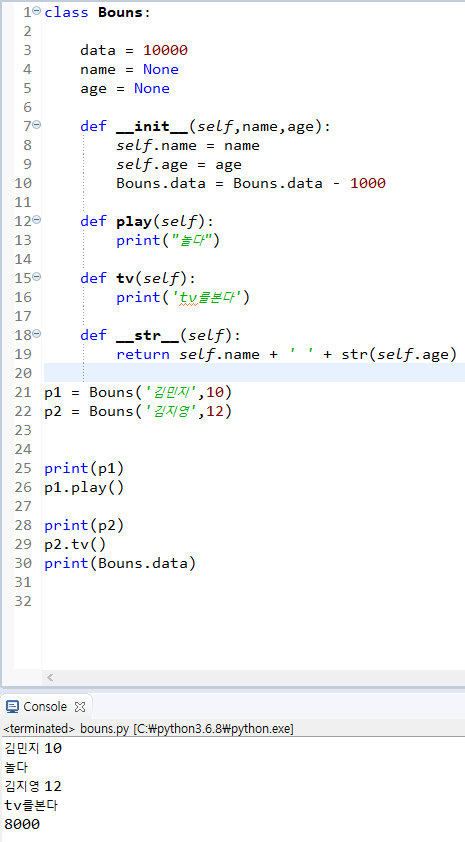 1 class Bouns:
2
3     data = 10000
4     name = None
5     age = None
6
7     def __init__(self,name,age):
8         self.name = name
9         self.age = age
10         Bouns.data = Bouns.data - 1000
11
12     def play(self):
13         print("놀다")
14
15     def tv(self):
16         print('tv를본다')
17
18     def __str__(self):
19         return self.name + ' ' + str(self.age)
20
21 p1 = Bouns('김민지',10)
22 p2 = Bouns('김지영',12)
23
24
25 print(p1)
26 p1.play()
27
28 print(p2)
29 p2.tv()
30 print(Bouns.data)
31
32
Console
<terminated> bouns.py [C:₩python3.6.8₩python.exe]
김민지 10
놀다
김지영 12
tv를본다
8000